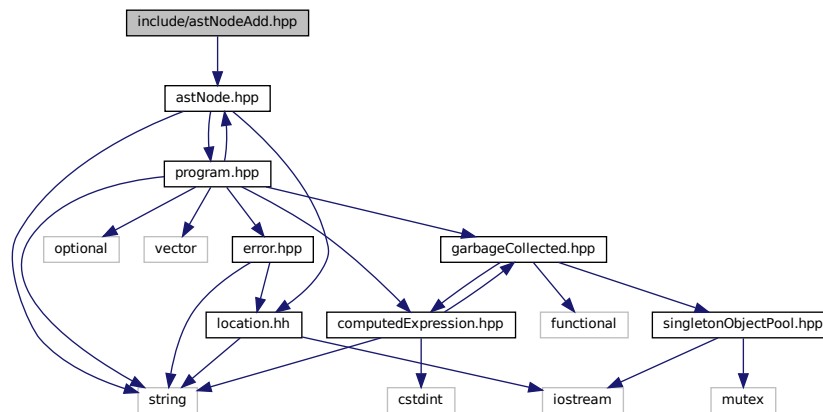 include/astNodeAdd.hpp
astNode.hpp
program.hpp
optional
vector
error.hpp
garbageCollected.hpp
location.hh
computedExpression.hpp
functional
singletonObjectPool.hpp
string
cstdint
iostream
mutex